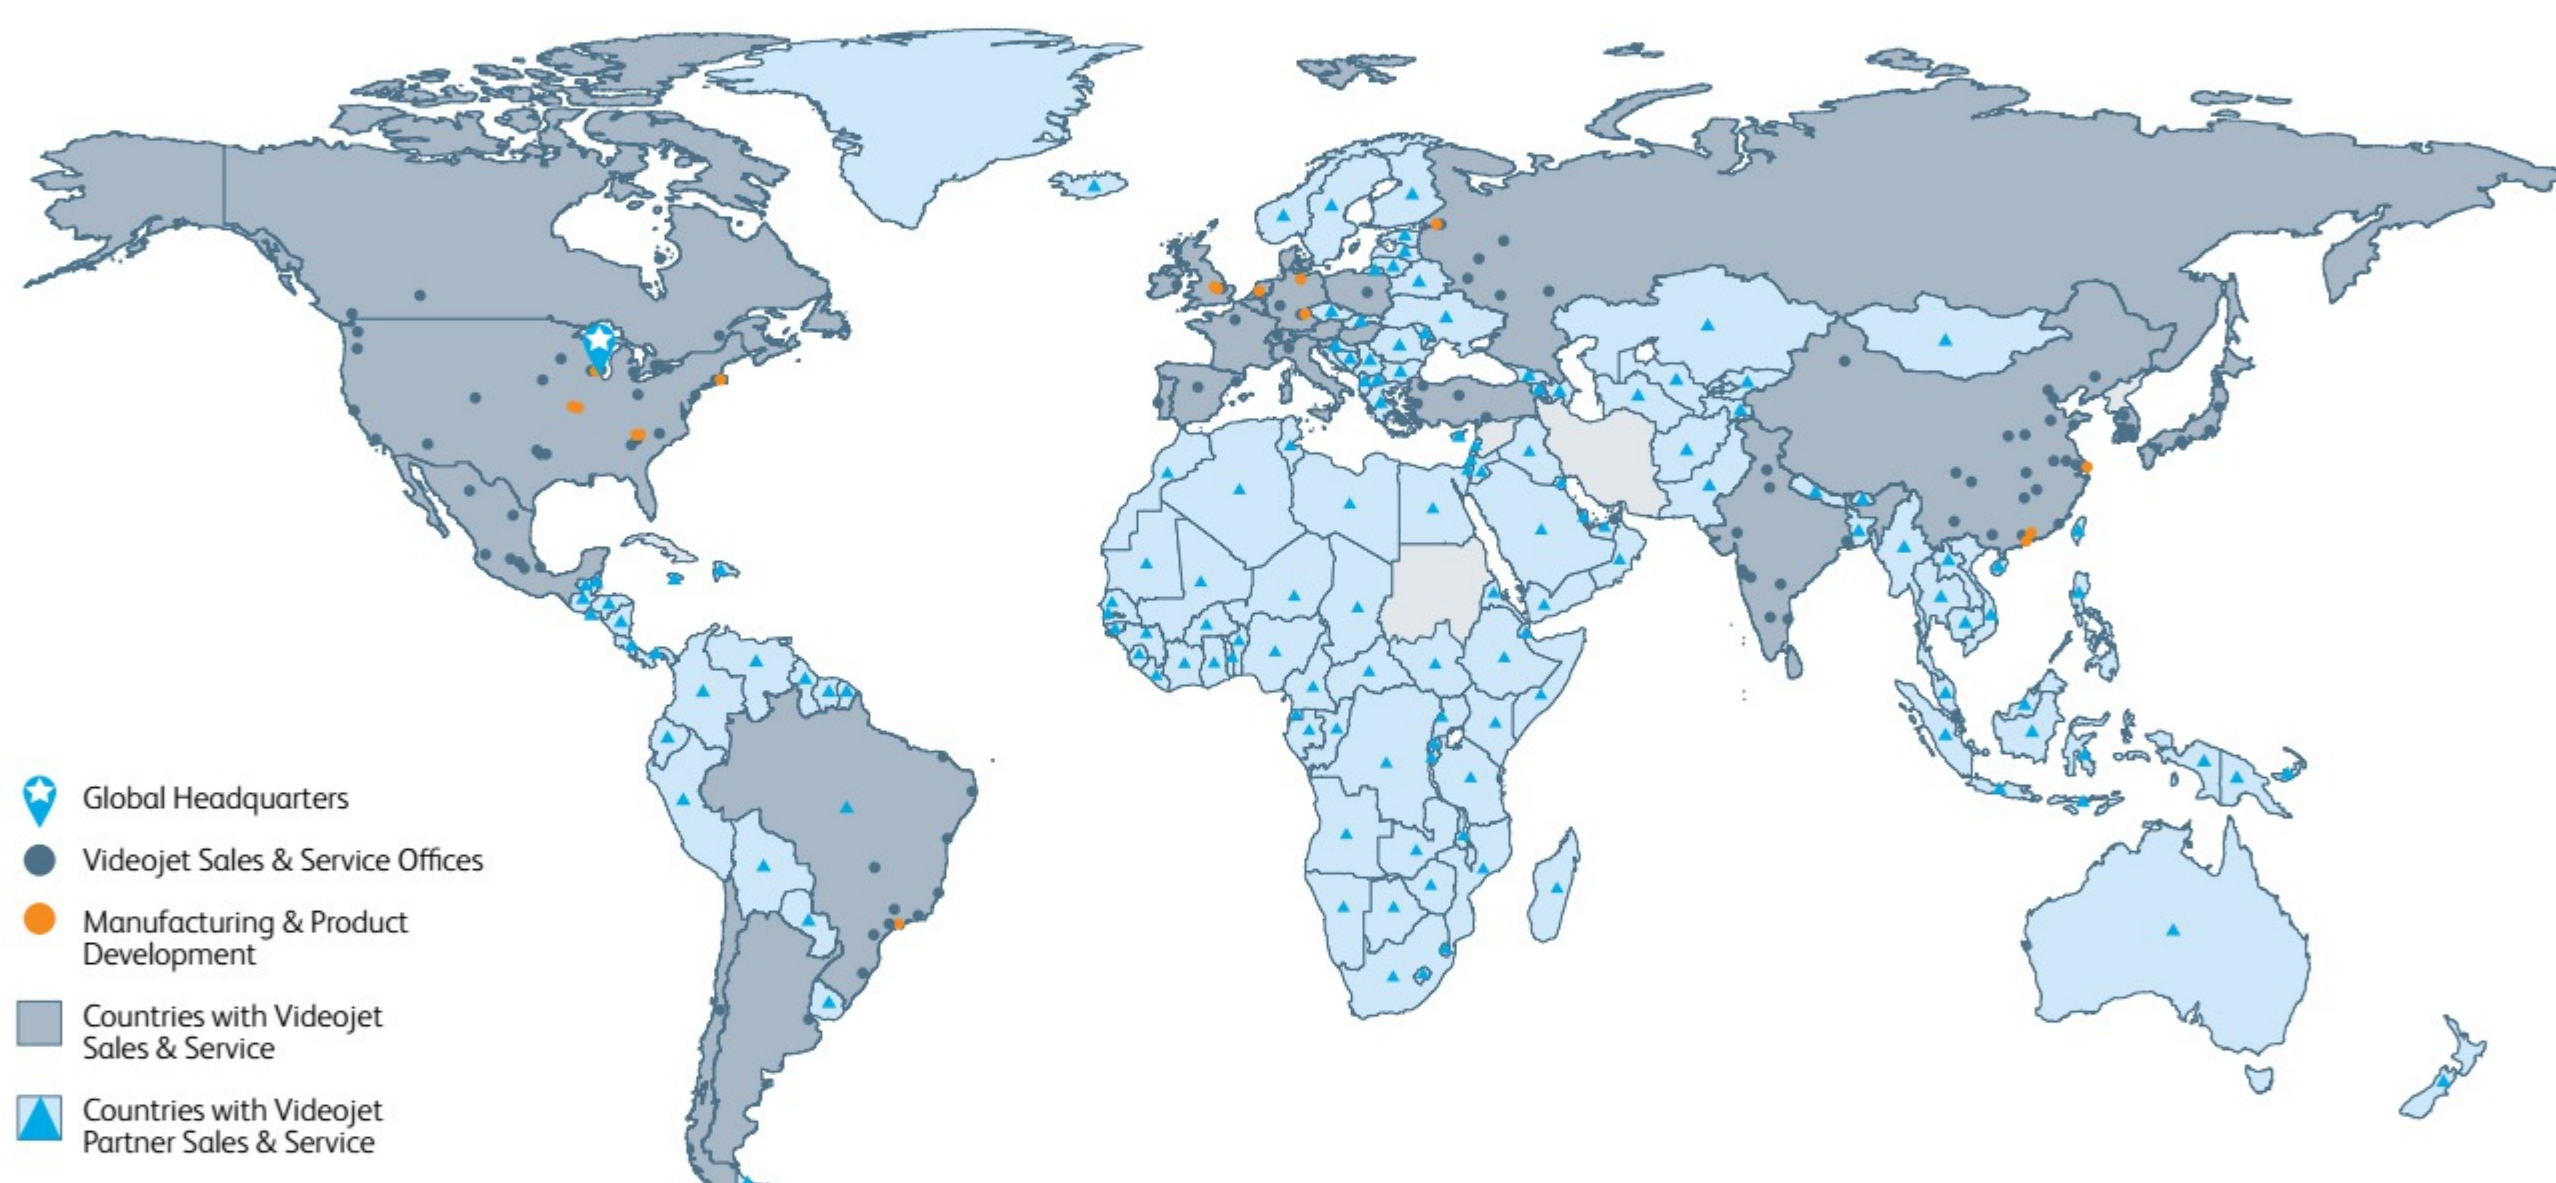 Global Headquarters
Videojet Sales & Service Offices
Manufacturing & Product
Development
Countries with Videojet
Sales & Service
Countries with Videojet
Partner Sales & Service